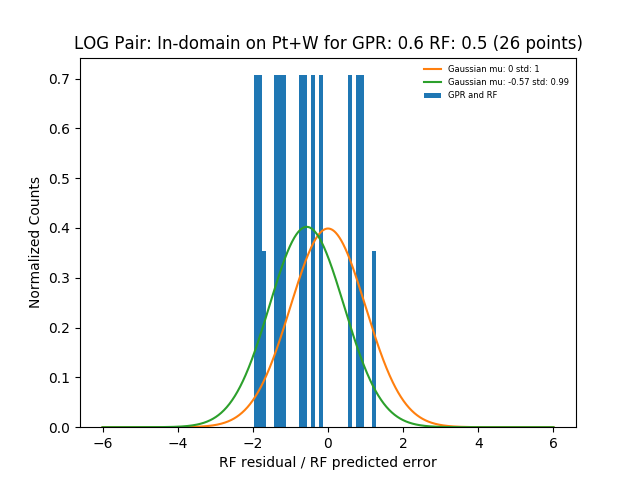 LOG Pair: In-domain on Pt+W for GPR: 0.6 RF: 0.5 (26 points)
Gaussian mu: 0 std: 1
Gaussian mu: -0.57 std: 0.99
GPR and RF
Normalized Counts
0.7
0.6
0.5
0.4
0.3
0.2
0.1
0.0
−6 −4 −2 0 2 4 6
RF residual / RF predicted error